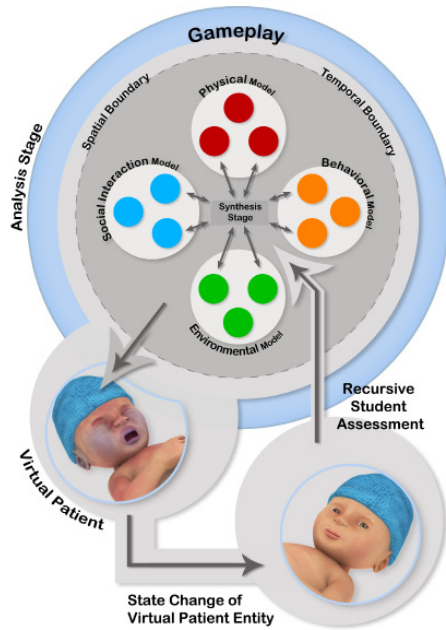 Gameplay
Analysis Stage
Spatial Boundary
Temporal Boundary
Physical Model
Social Interaction Model
Behavioral Model
Synthesis
Stage
Environmental Model
Virtual Patient
Recursive
Student
Assessment
State Change of
Virtual Patient Entity